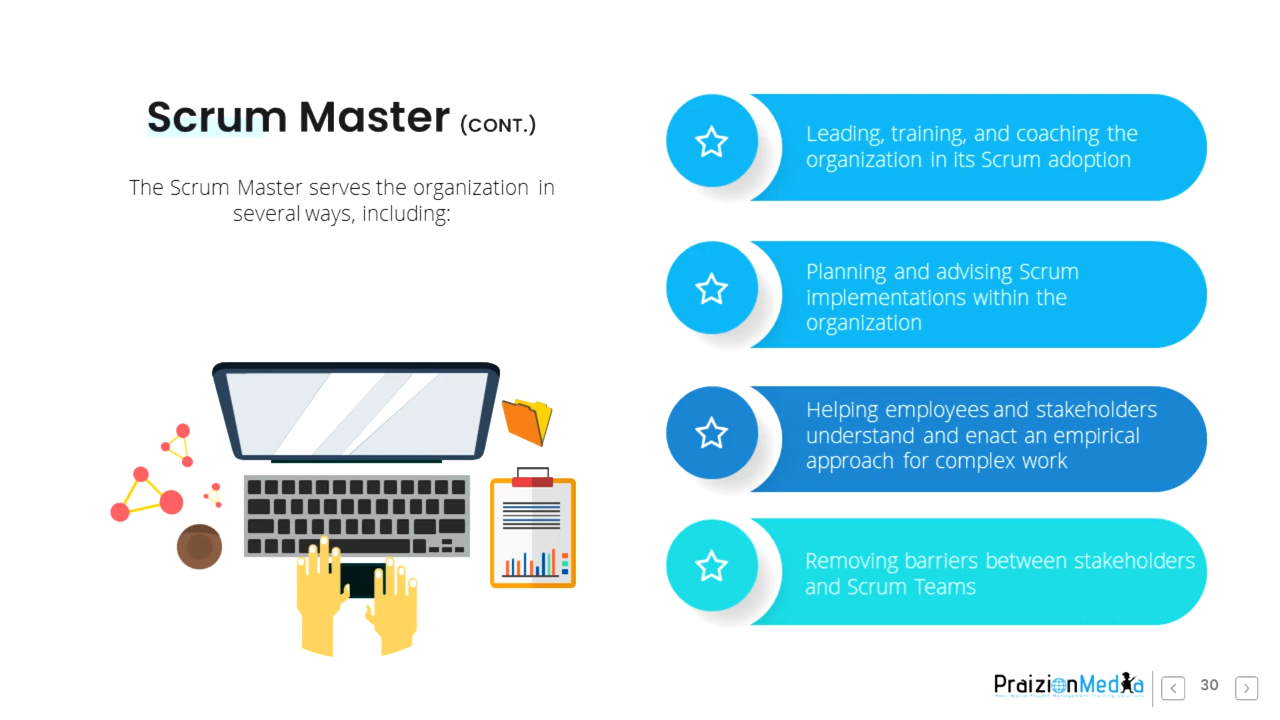 Scrum Master (CONT.)
The Scrum Master serves the organization in
several ways, including:
Leading, training, and coaching the
organization in its Scrum adoption
Planning and advising Scrum
implementations within the
organization
Helping employees and stakeholders
understand and enact an empirical
approach for complex work
Removing barriers between stakeholders
and Scrum Teams
PraizionMedia
30